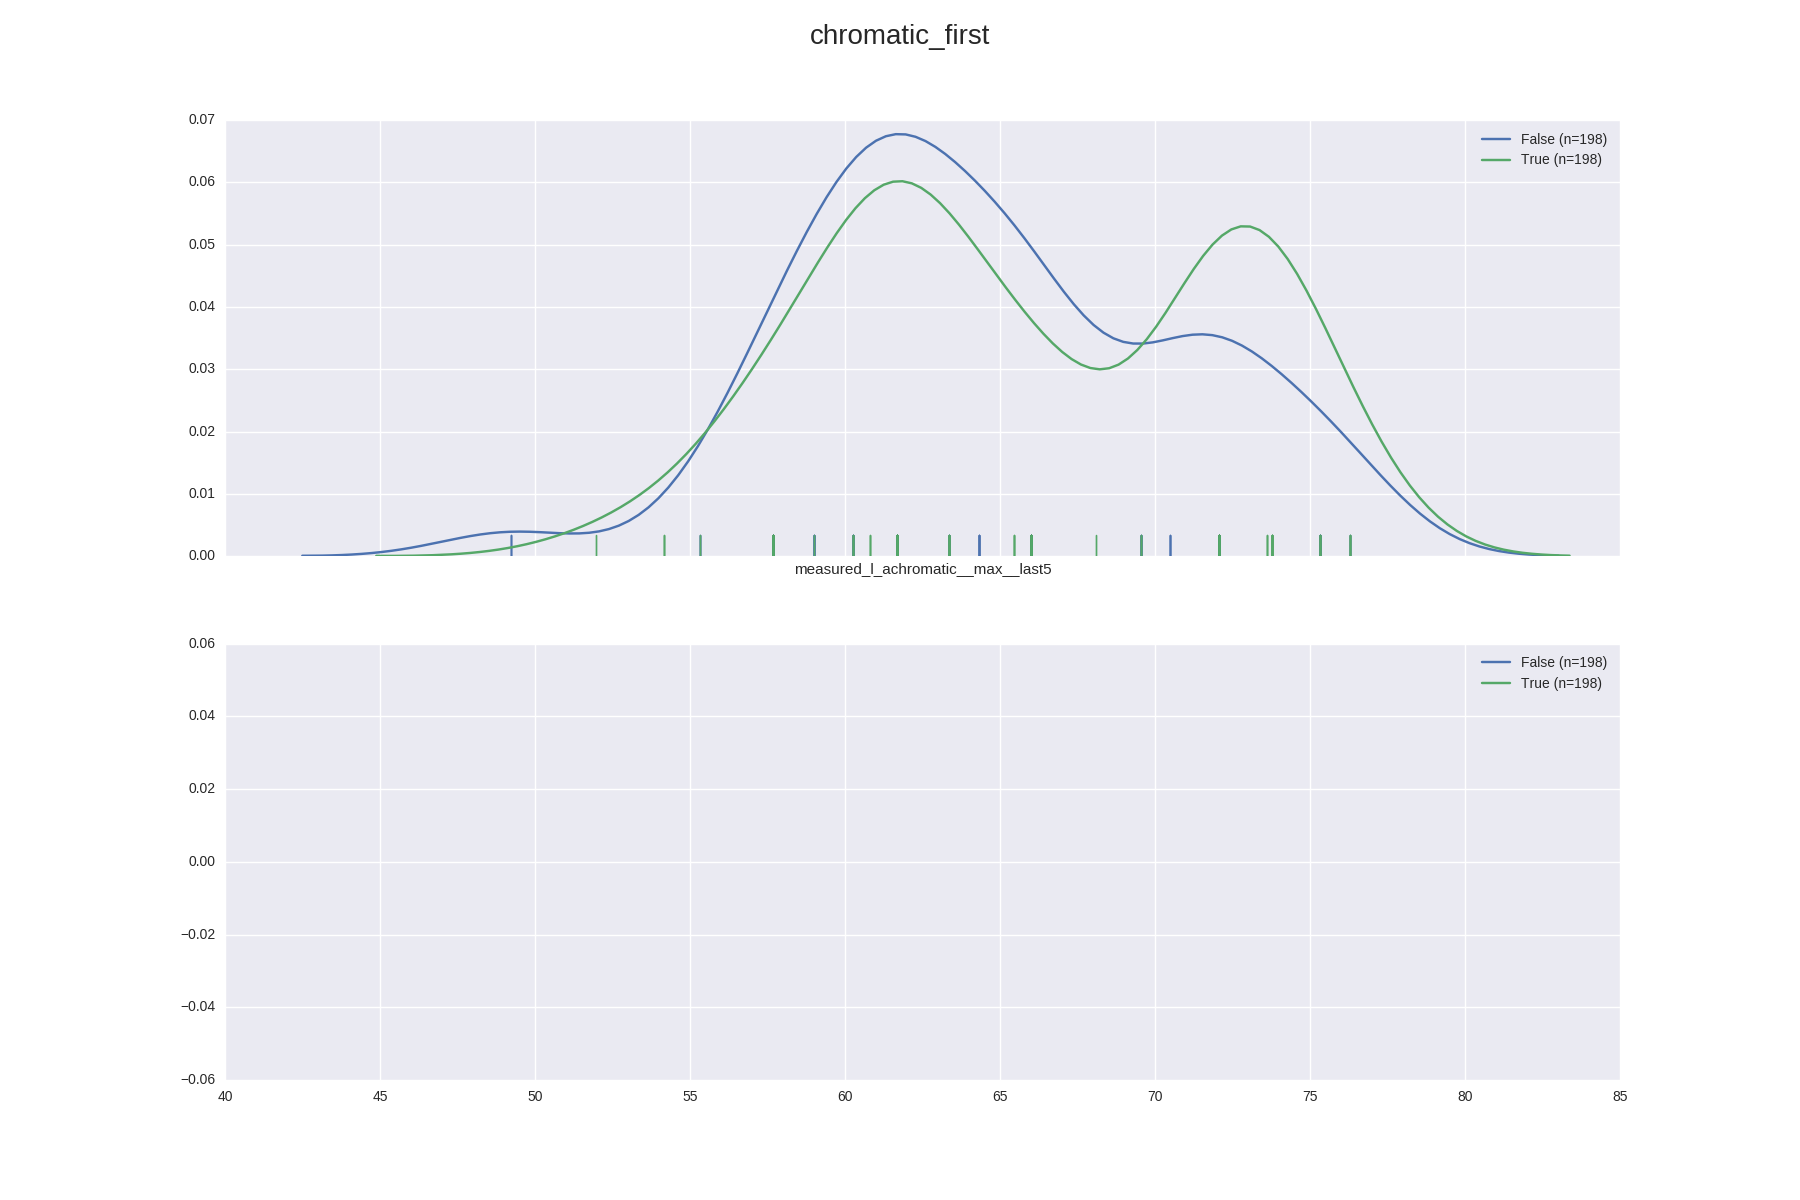 chromatic_first
0.07
0.06
0.05
0.04
0.03
0.02
0.01
0.00
False (n=198)
True (n=198)
measured_l_achromatic__max__last5
0.06
0.04
0.02
0.00
−0.02
−0.04
−0.06
False (n=198)
True (n=198)
40 45 50 55 60 65 70 75 80 85